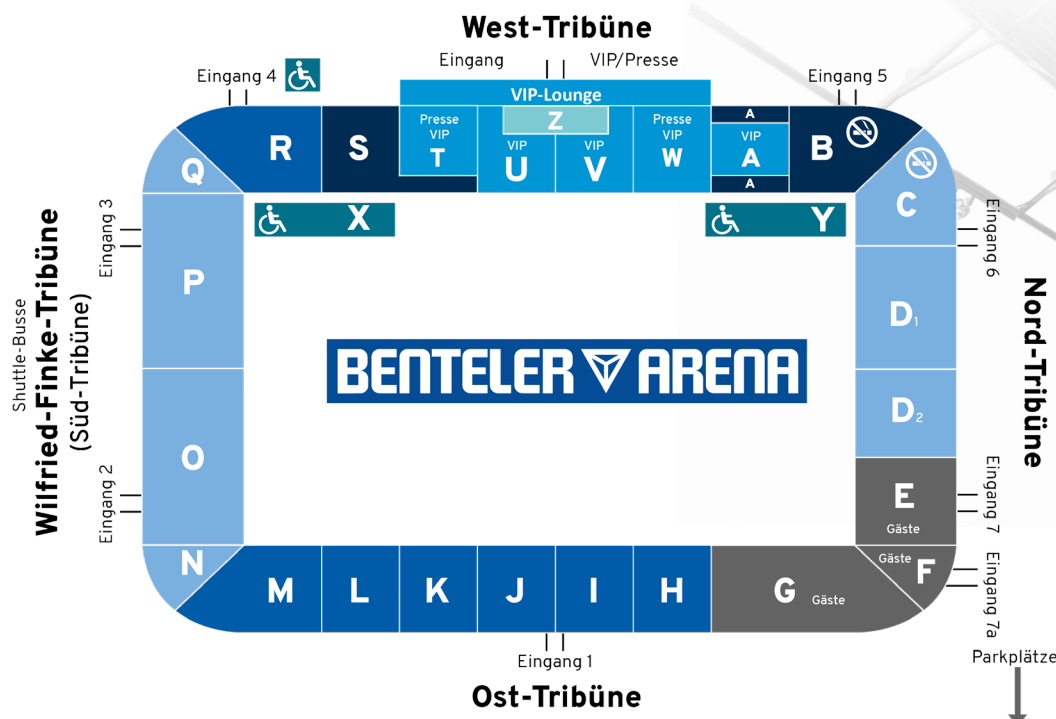 West-Tribüne
Eingang
VIP/Presse
Eingang 4
Eingang 5
VIP-Lounge
Z
R
S
Presse
VIP
T
VIP
U
VIP
V
Presse
VIP
W
A
VIP
A
A
B
Q
C
X
Y
Eingang 3
Eingang 6
P
D1
Shuttle-Busse
Wilfried-Finke-Tribüne
(Süd-Tribüne)
BENTELER ARENA
Nord-Tribüne
D2
O
Eingang 2
E
Gäste
Eingang 7
N
Gäste
F
Eingang 7a
M
L
K
J
I
H
G
Gäste
Eingang 1
Parkplätze
Ost-Tribüne